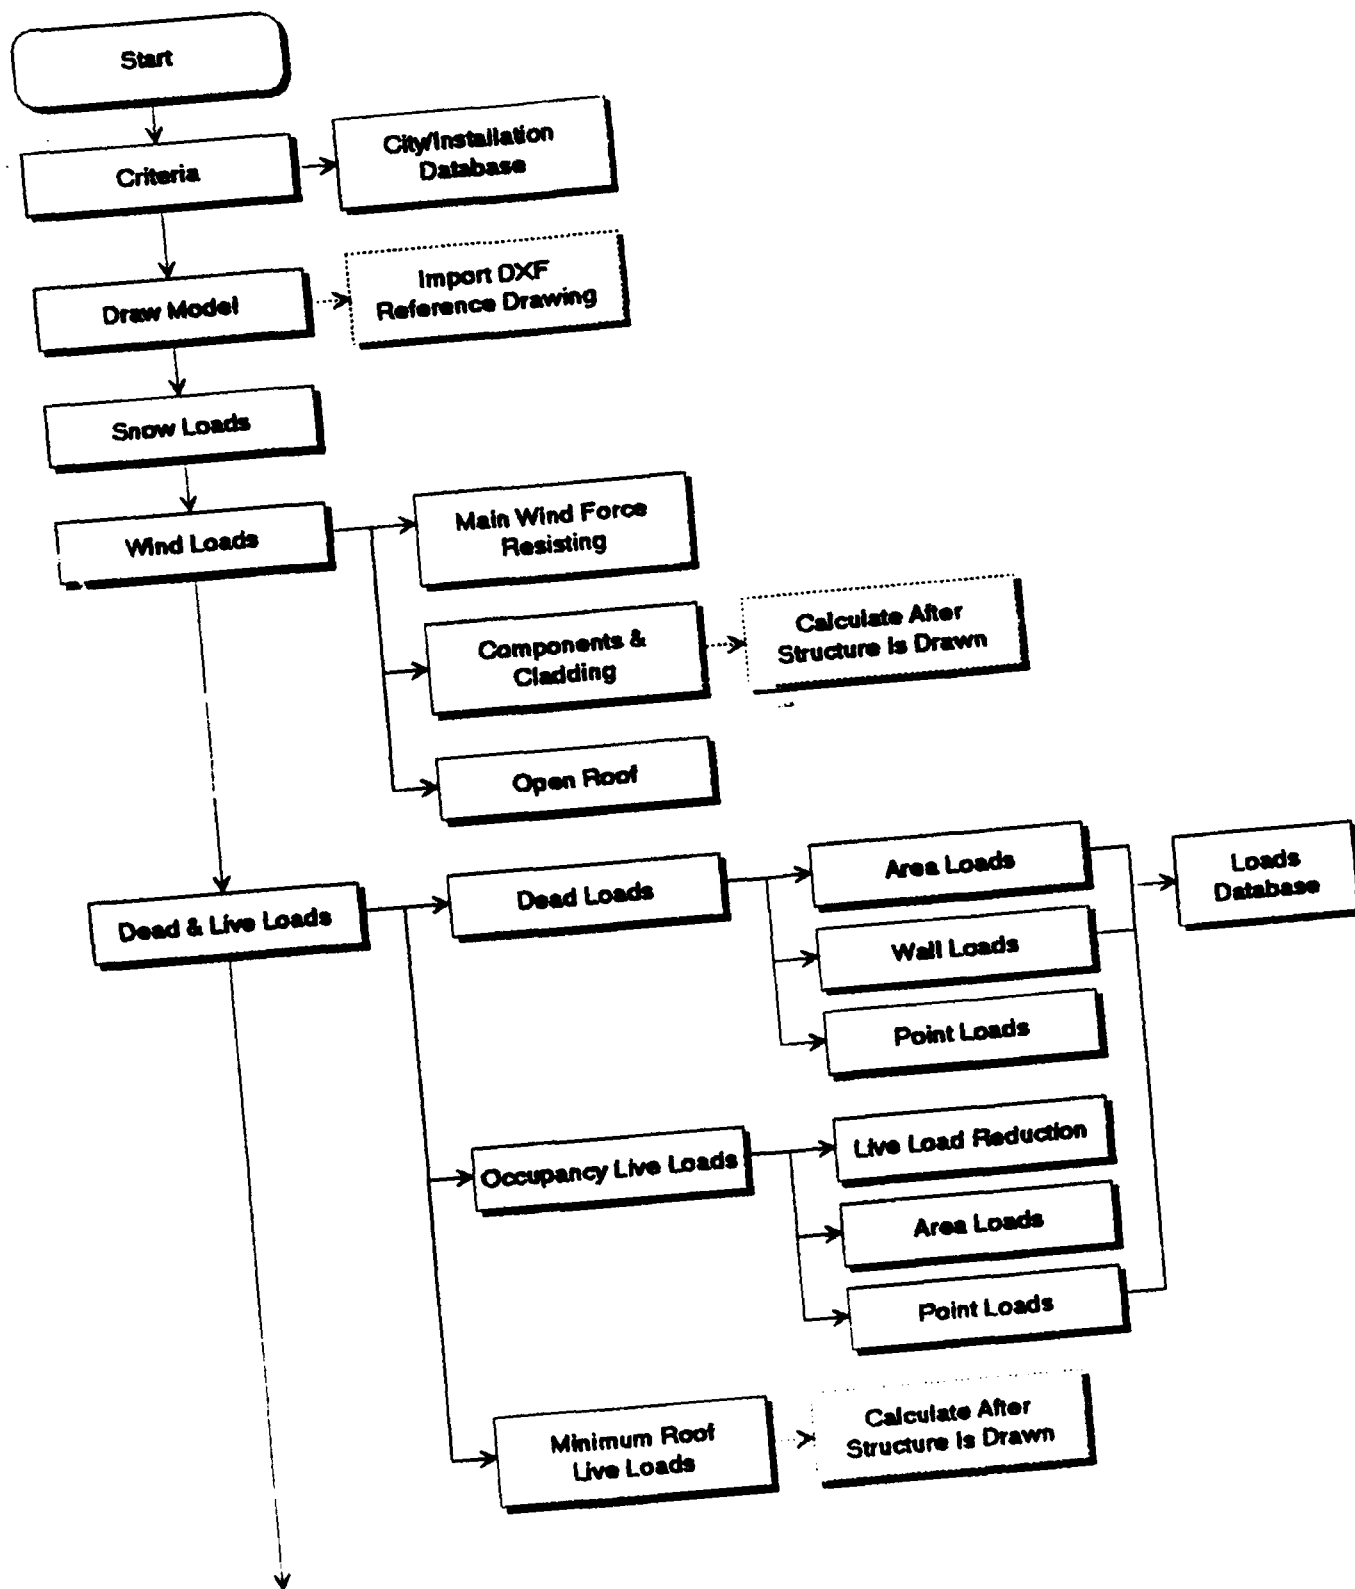 Start
Criteria
City/Installation
Database
Draw Model
Import DXF
Reference Drawing
Snow Loads
Wind Loads
Main Wind Force
Resisting
Components &
Cladding
Calculate After
Structure Is Drawn
Open Roof
Dead & Live Loads
Dead Loads
Area Loads
Loads
Database
Wall Loads
Point Loads
Occupancy Live Loads
Live Load Reduction
Area Loads
Point Loads
Minimum Roof
Live Loads
Calculate After
Structure Is Drawn